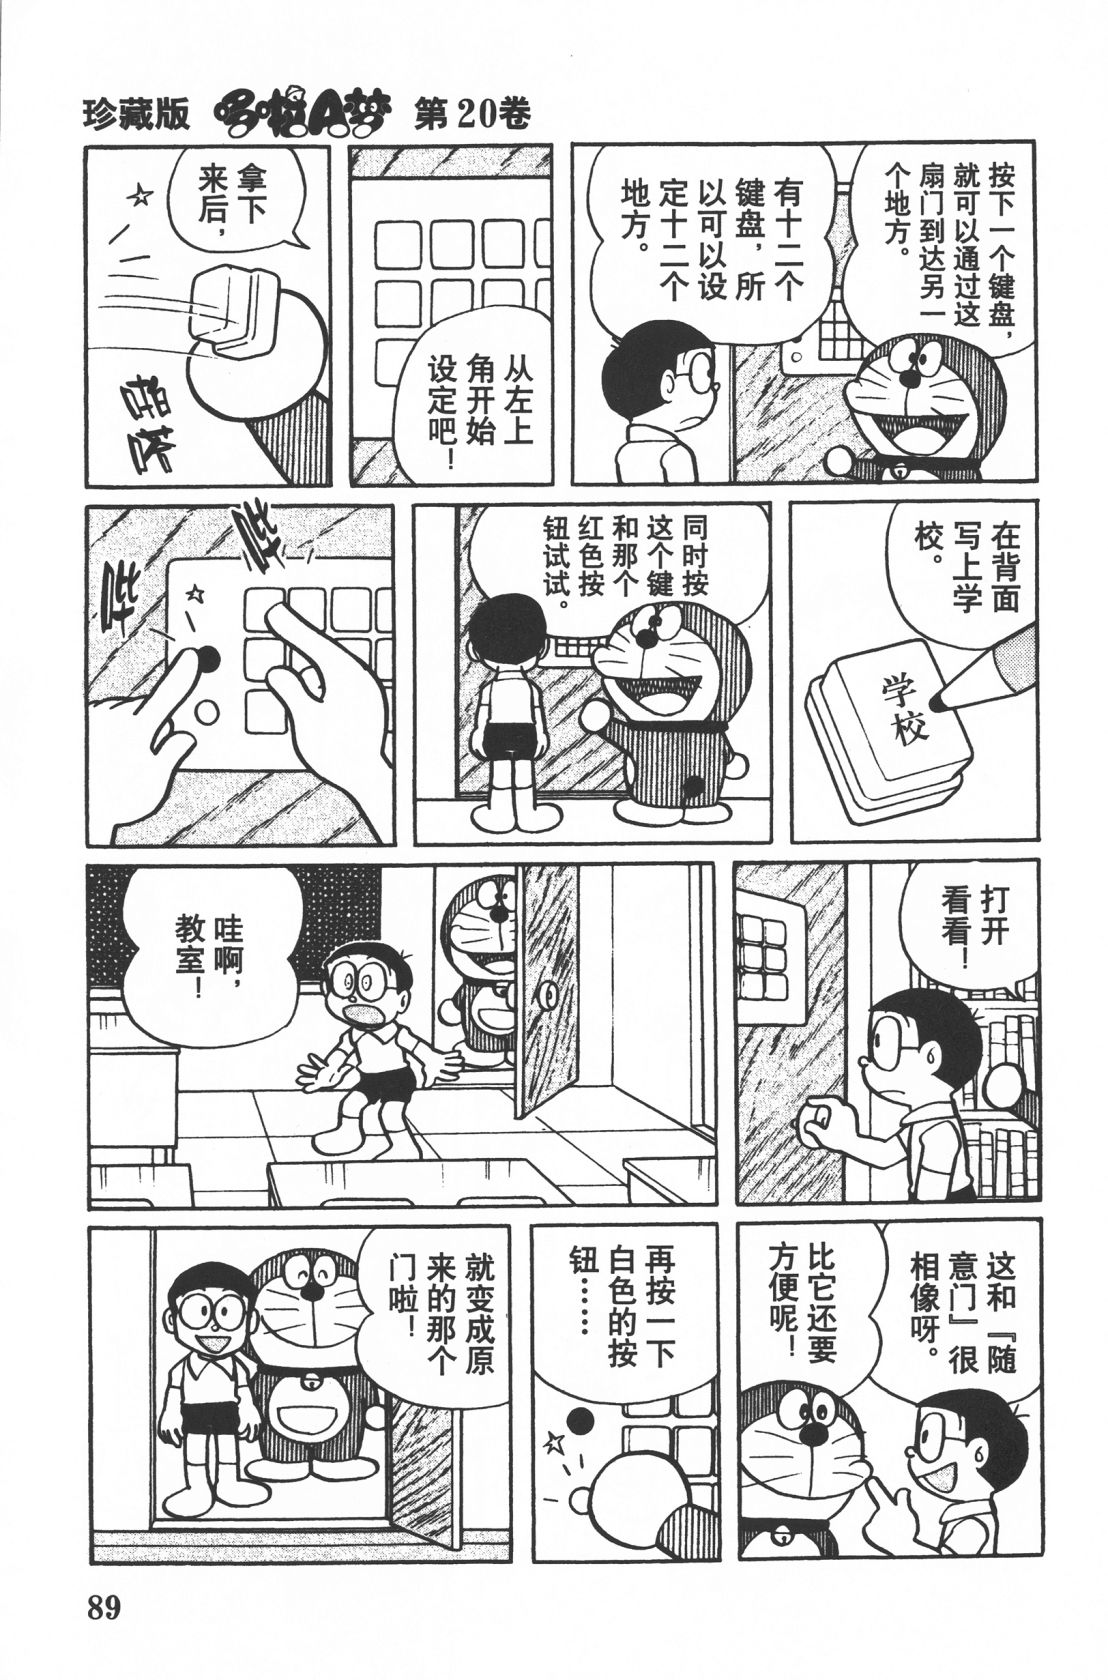 珍藏版 哆啦A梦 第20卷
按下一个键盘，
就可以通过这
扇门到达另一
个地方。
有十二个
键盘，所
以可以设
定十二个
地方。
从左上
角开始
设定吧！
拿下
来后，
啪
嗒
在背面
写上学
校。
学
校
同时按
这个键
和那个
红色按
钮试试。
哔
哔
打开
看看！
哇啊，
教室！
这和『随
意门』很
相像呀。
比它还要
方便呢！
再按一下
白色的按
钮……
就变成原
来的那个
门啦！
89